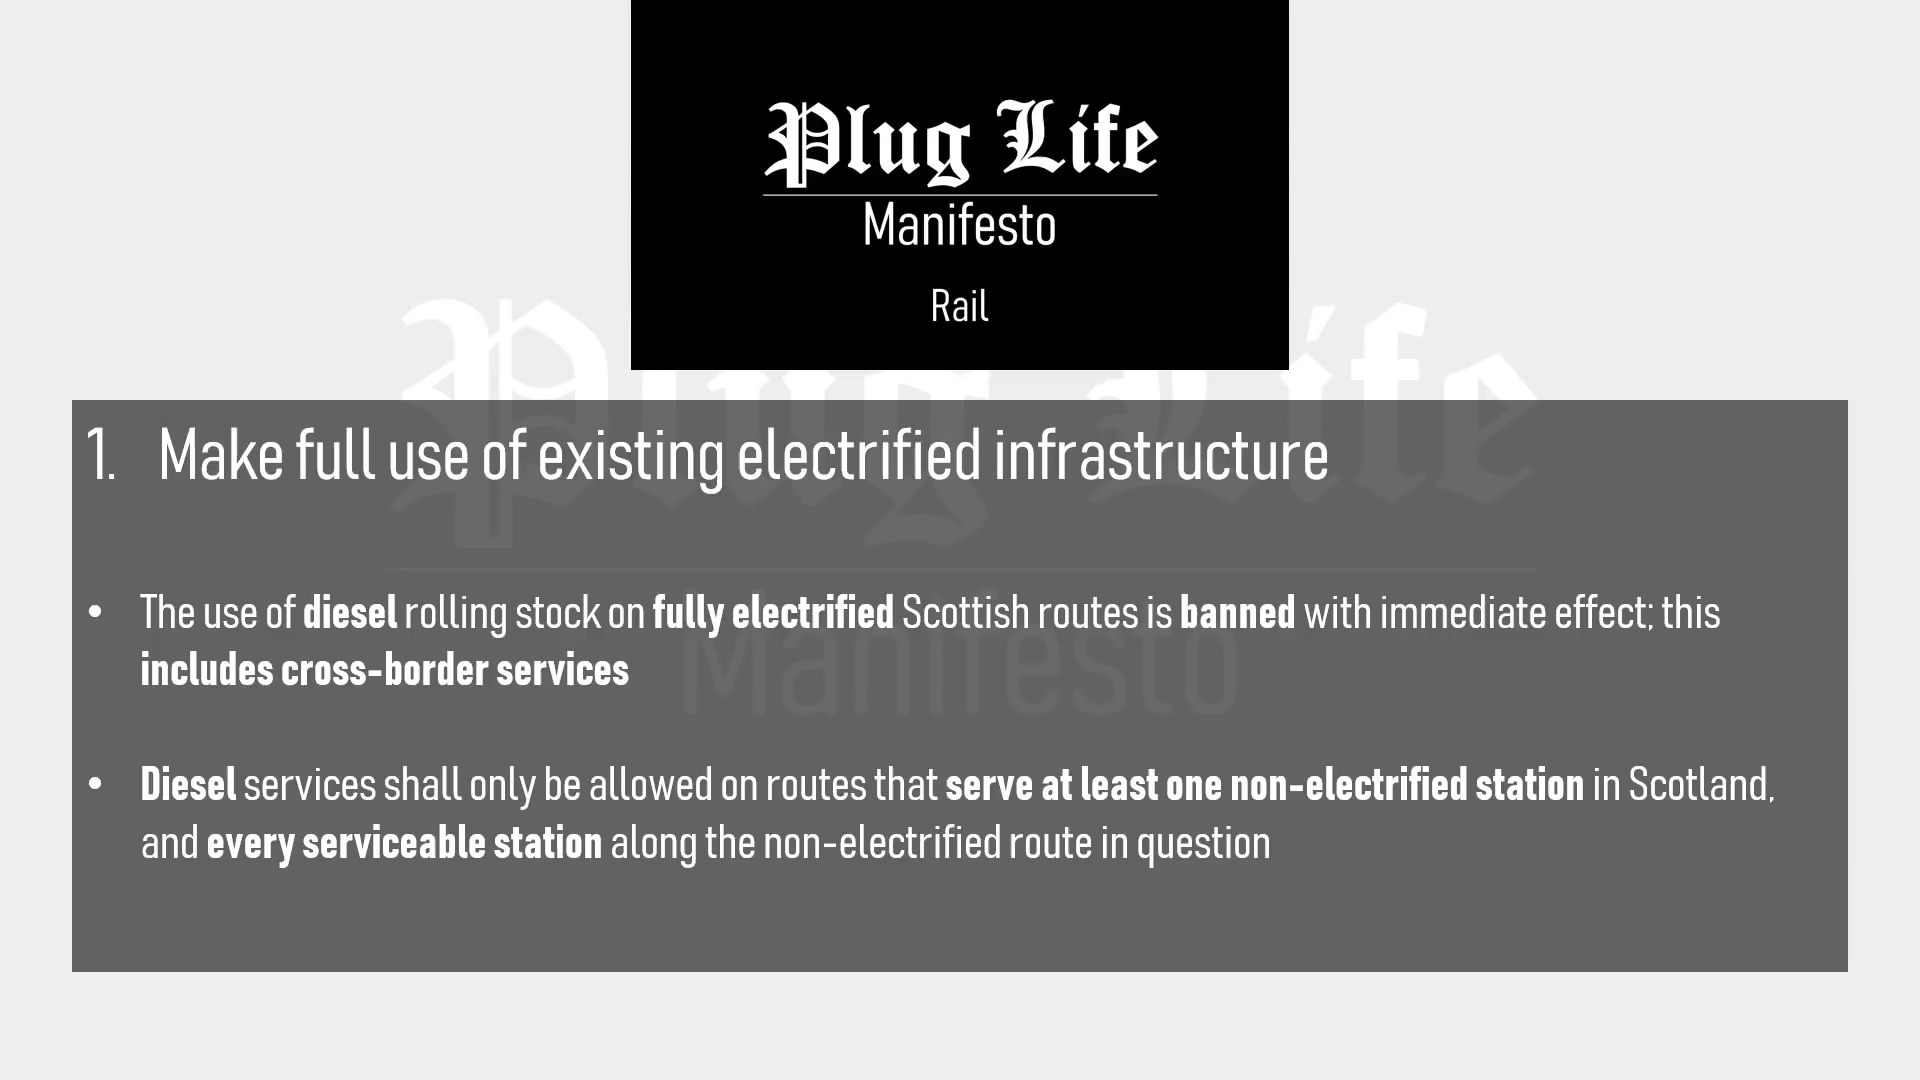 Plug Life
Manifesto
Rail
1. Make full use of existing electrified infrastructure
• The use of diesel rolling stock on fully electrified Scottish routes is banned with immediate effect; this
includes cross-border services
• Diesel services shall only be allowed on routes that serve at least one non-electrified station in Scotland,
and every serviceable station along the non-electrified route in question
Plug Life
Manifesto